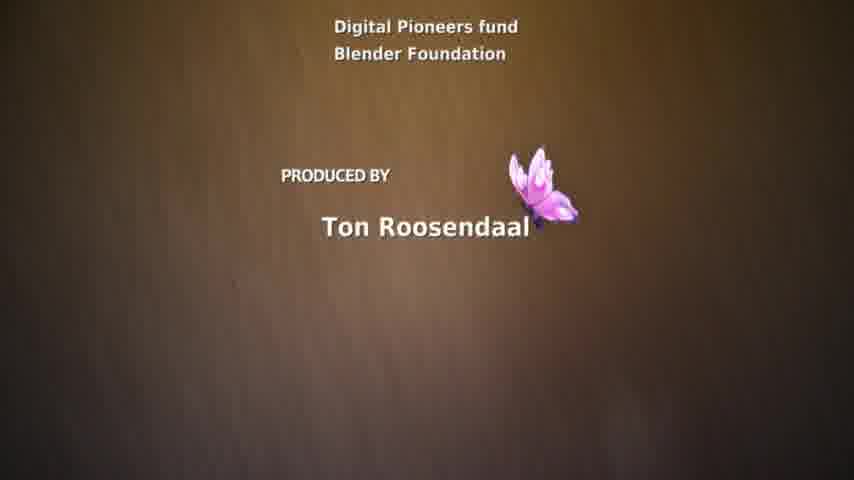 Digital Pioneers fund
Blender Foundation
PRODUCED BY
Ton Roosendaal